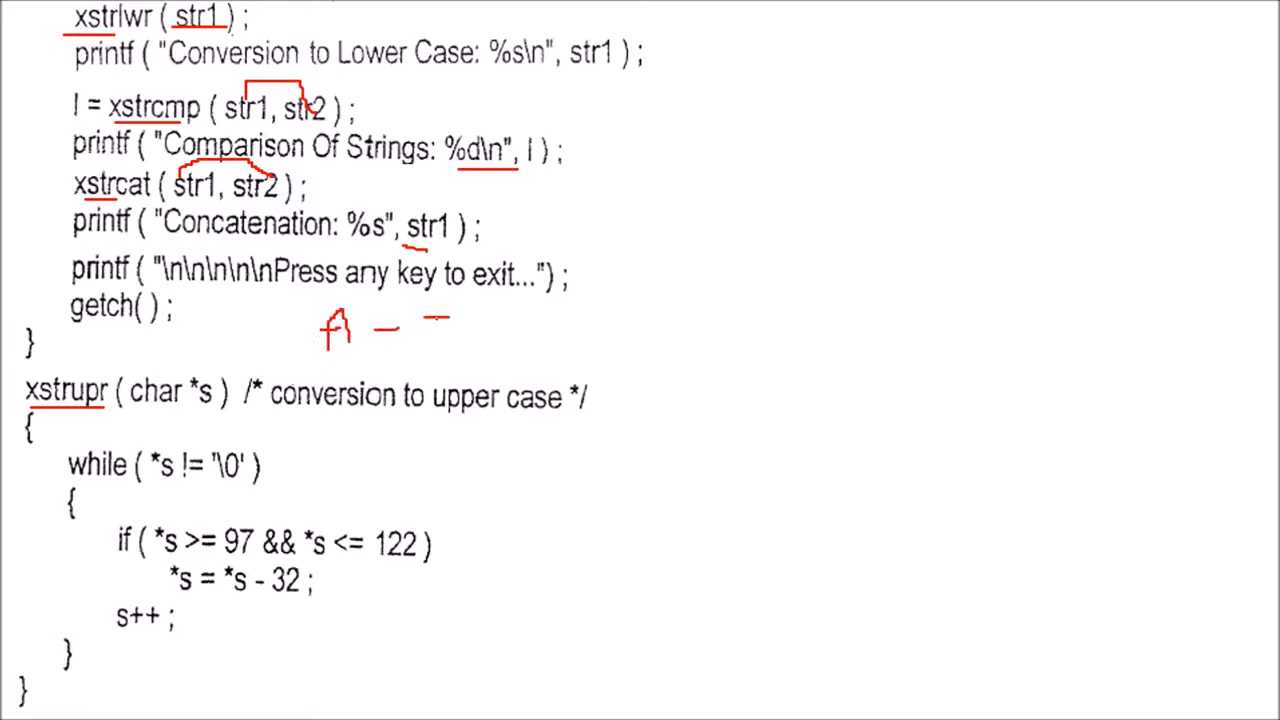 xstrlwr ( str1 ) ;
printf ( "Conversion to Lower Case: %s\n", str1 ) ;
l = xstrcmp ( str1, str2 ) ;
printf ( "Comparison Of Strings: %d\n", l ) ;
xstrcat ( str1, str2 ) ;
printf ( "Concatenation: %s", str1 ) ;
printf ( "\n\n\n\n\nPress any key to exit...") ;
getch( ) ;
A – –
}
xstrupr ( char *s ) /* conversion to upper case */
{
while ( *s != '\0' )
{
if ( *s >= 97 && *s <= 122 )
*s = *s - 32 ;
s++ ;
}
}